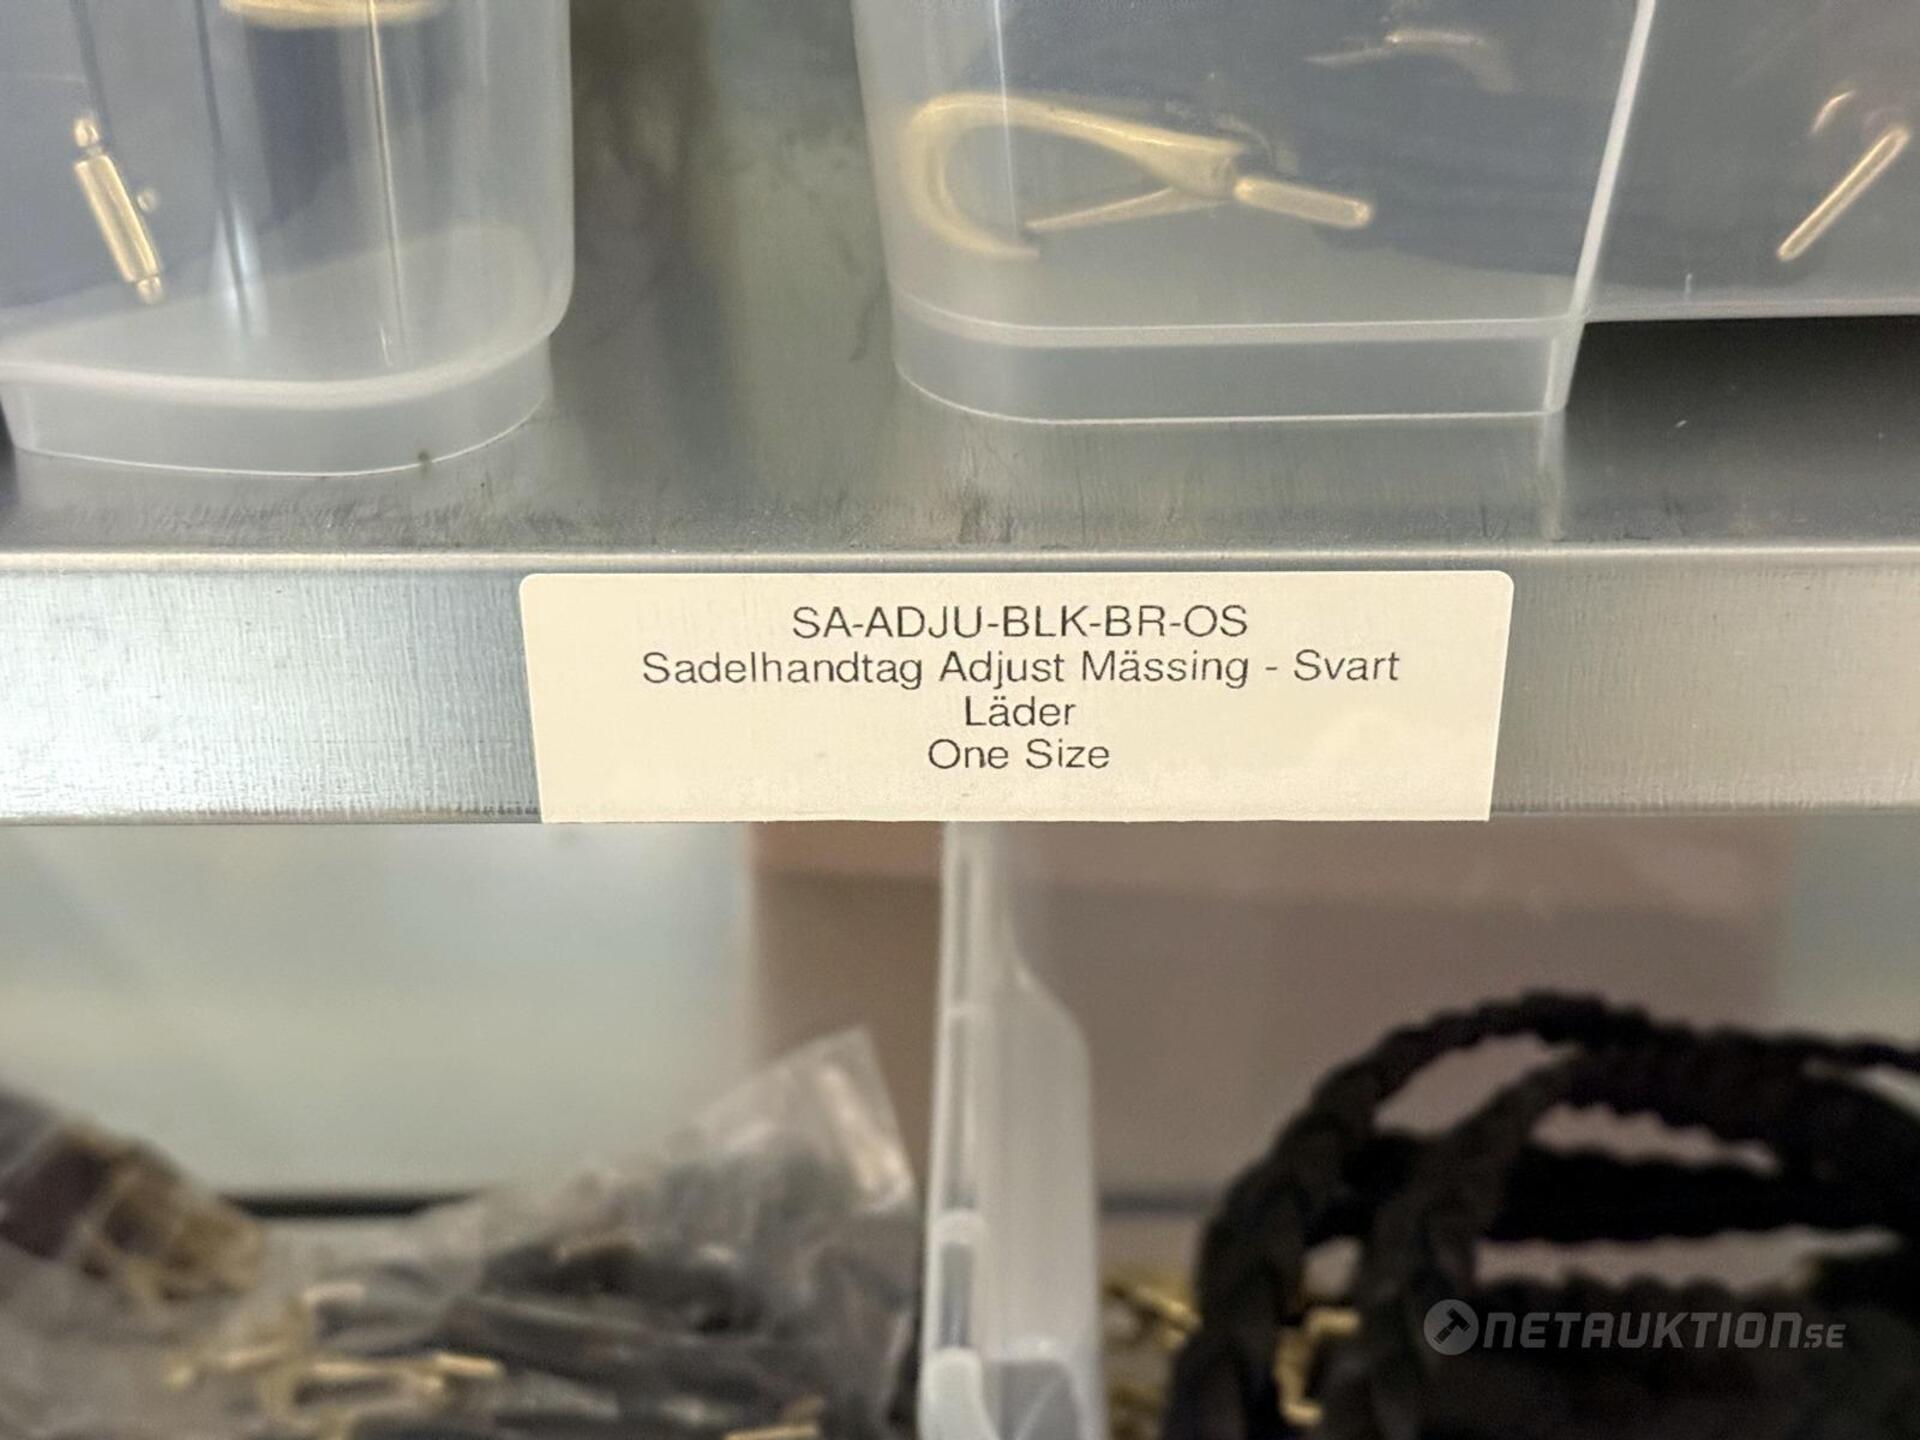 SA-ADJU-BLK-BR-OS
Sadelhandtag Adjust Mässing - Svart
Läder
One Size
NETAUKTION.SE